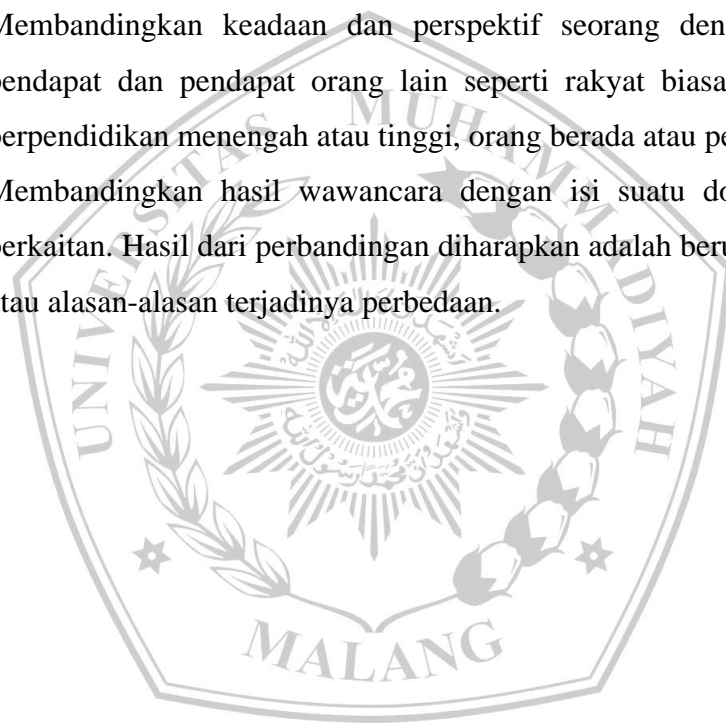 Membandingkan keadaan dan perspektif seorang den
pendapat dan pendapat orang lain seperti rakyat biasa
berpendidikan menengah atau tinggi, orang berada atau pe
Membandingkan hasil wawancara dengan isi suatu do
berkaitan. Hasil dari perbandingan diharapkan adalah beru
atau alasan-alasan terjadinya perbedaan.
UNIVERSITAS MUHAMMADIYAH
MALANG